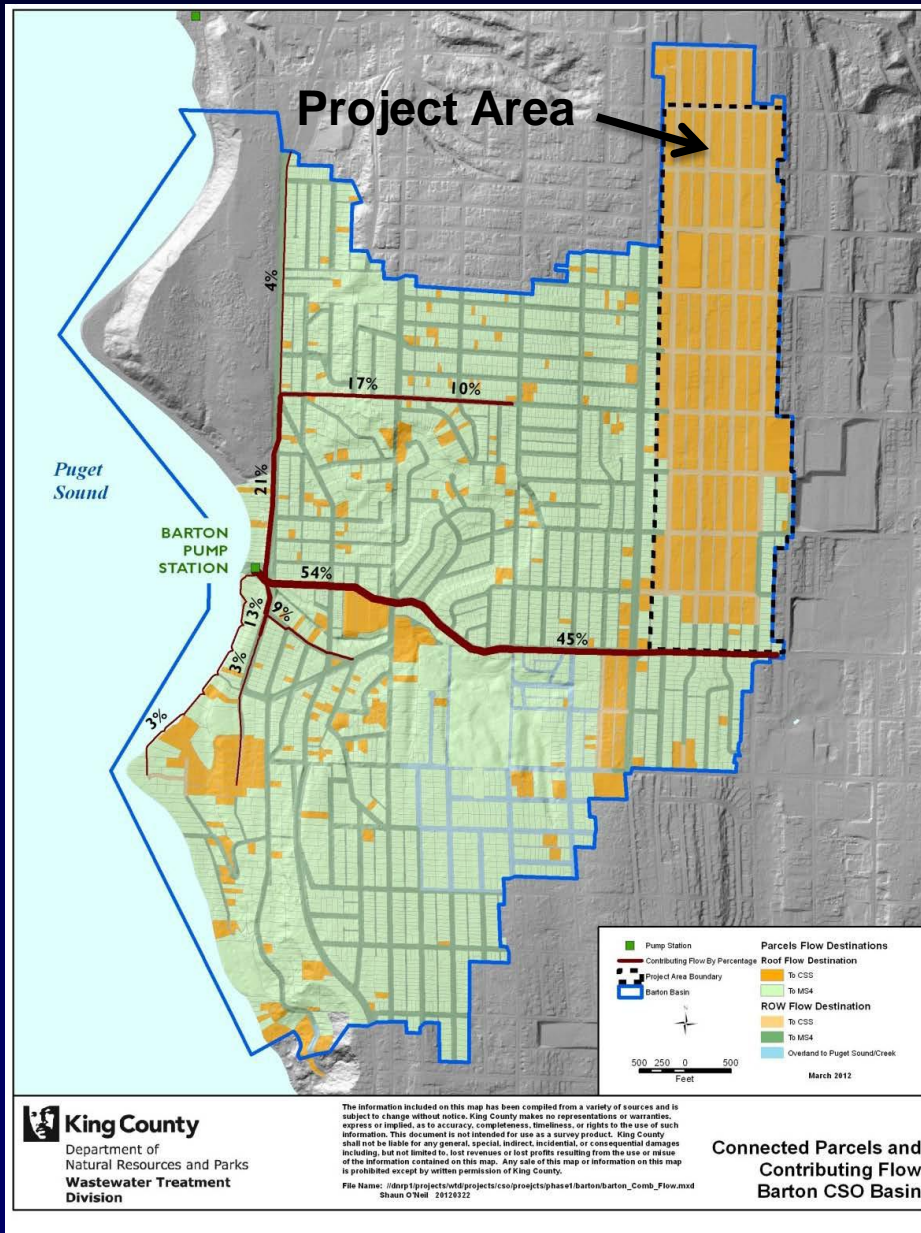 Project Area
4%
17%
10%
21%
Puget
Sound
BARTON
PUMP
STATION
54%
13%
9%
45%
3%
3%
Pump Station
Contributing Flow By Percentage
Project Area Boundary
Barton Basin
N
500 250 0 500
Feet
Parcels Flow Destinations
Roof Flow Destination
To CSS
To MS4
ROW Flow Destination
To CSS
To MS4
Overland to Puget Sound/Creek
March 2012
King County
Department of
Natural Resources and Parks
Wastewater Treatment
Division
The information included on this map has been compiled from a variety of sources and is
subject to change without notice. King County makes no representations or warranties,
express or implied, as to accuracy, completeness, timeliness, or rights to the use of such
information. This document is not intended for use as a survey product. King County
shall not be liable for any general, special, indirect, incidental, or consequential damages
including, but not limited to, lost revenues or lost profits resulting from the use or misuse
of the information contained on this map. Any sale of this map or information on this map
is prohibited except by written permission of King County.
File Name: //dnrp1/projects/wtd/projects/cso/proejcts/phase1/barton/barton_Comb_Flow.mxd
Shaun O'Neil 20120322
Connected Parcels and
Contributing Flow
Barton CSO Basin